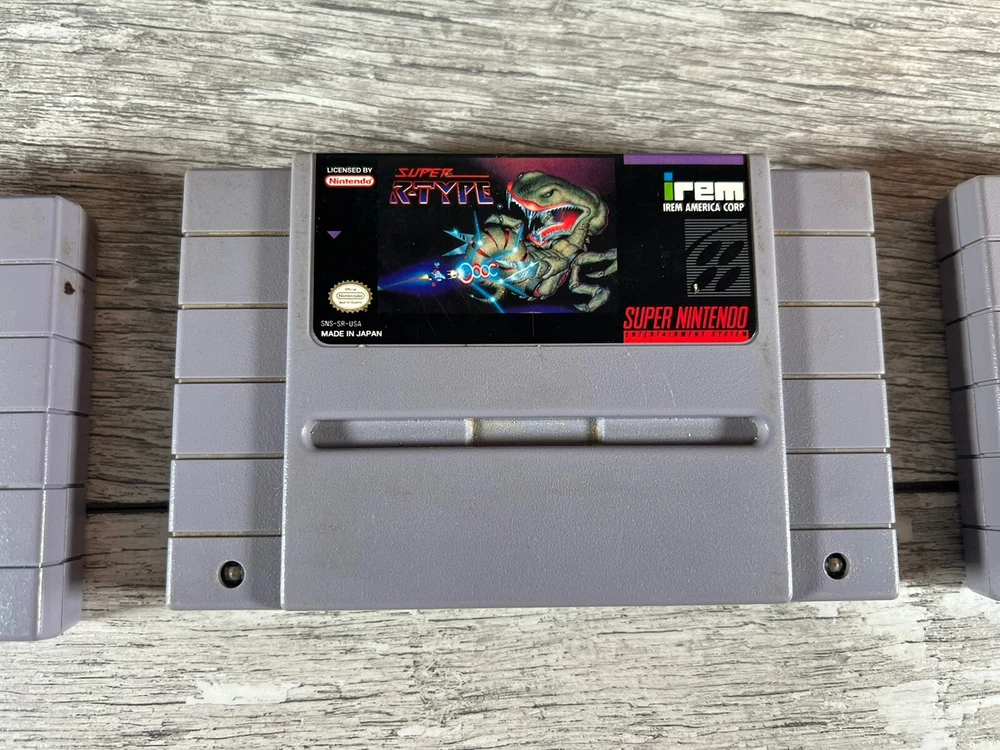 LICENSED BY
Nintendo
SUPER
R-TYPE
irem
IREM AMERICA CORP
Nintendo
SNS-SR-USA
MADE IN JAPAN
SUPER NINTENDO
ENTERTAINMENT SYSTEM